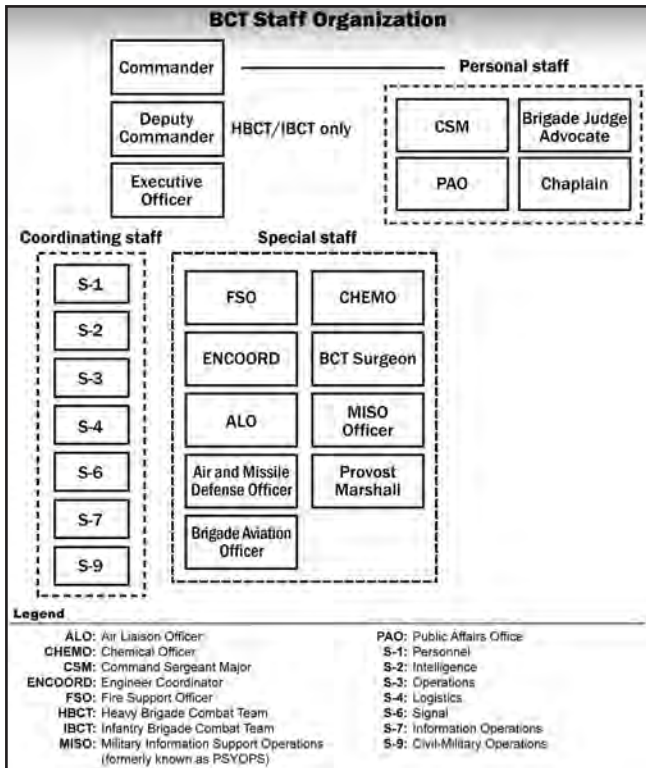 BCT Staff Organization
Commander
Personal staff
Deputy
Commander
HBCT/IBCT only
Executive
Officer
CSM
Brigade Judge
Advocate
PAO
Chaplain
Coordinating staff
S-1
S-2
S-3
S-4
S-6
S-7
S-9
Special staff
FSO
CHEMO
ENCOORD
BCT Surgeon
ALO
MISO
Officer
Air and Missile
Defense Officer
Provost
Marshall
Brigade Aviation
Officer
Legend
ALO: Air Liaison Officer
CHEMO: Chemical Officer
CSM: Command Sergeant Major
ENCOORD: Engineer Coordinator
FSO: Fire Support Officer
HBCT: Heavy Brigade Combat Team
IBCT: Infantry Brigade Combat Team
MISO: Military Information Support Operations
(formerly known as PSYOPS)
PAO: Public Affairs Office
S-1: Personnel
S-2: Intelligence
S-3: Operations
S-4: Logistics
S-6: Signal
S-7: Information Operations
S-9: Civil-Military Operations